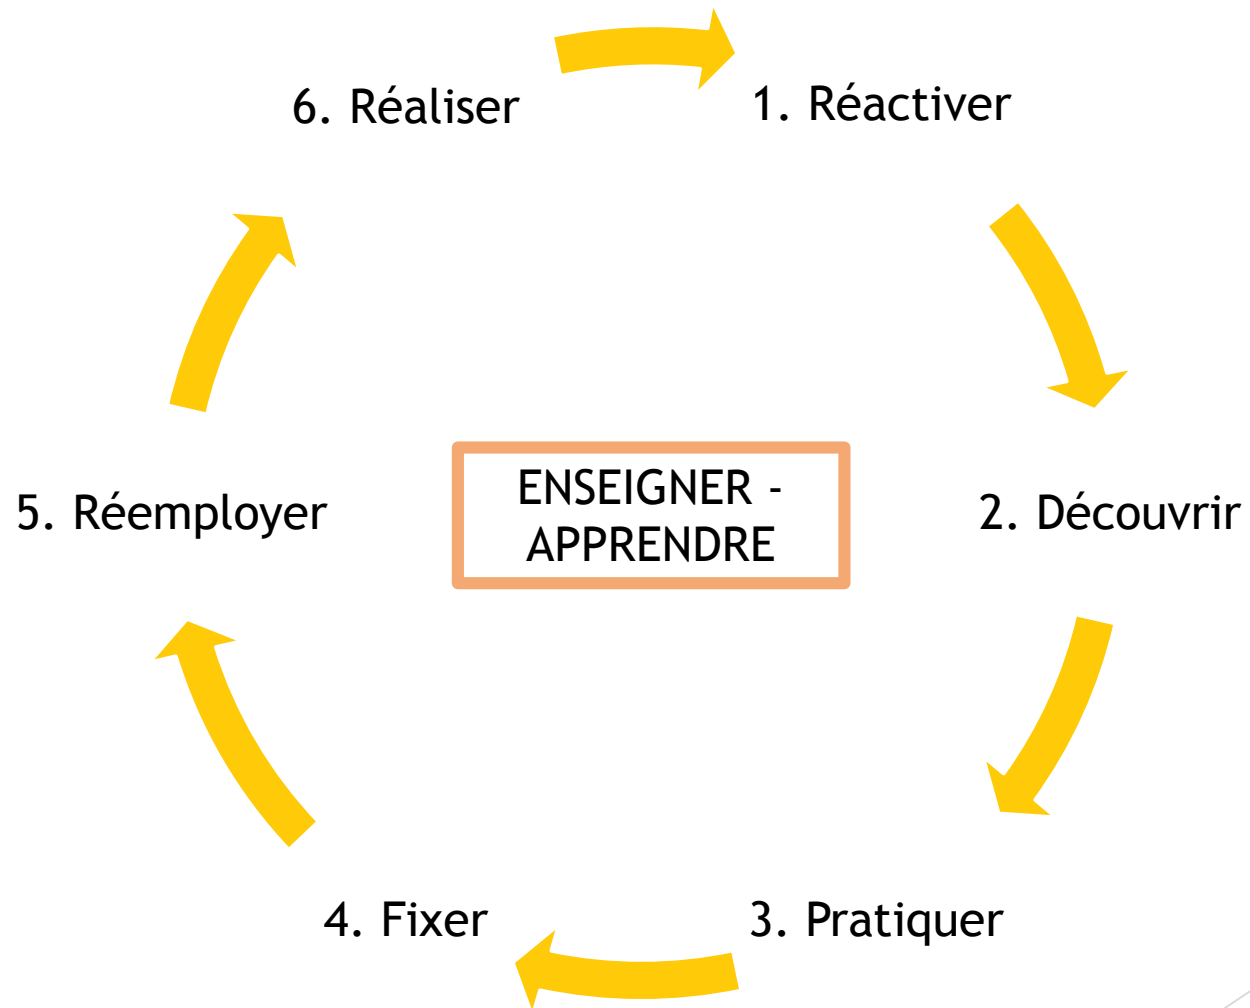 6. Réaliser
1. Réactiver
5. Réemployer
ENSEIGNER -
APPRENDRE
2. Découvrir
4. Fixer
3. Pratiquer